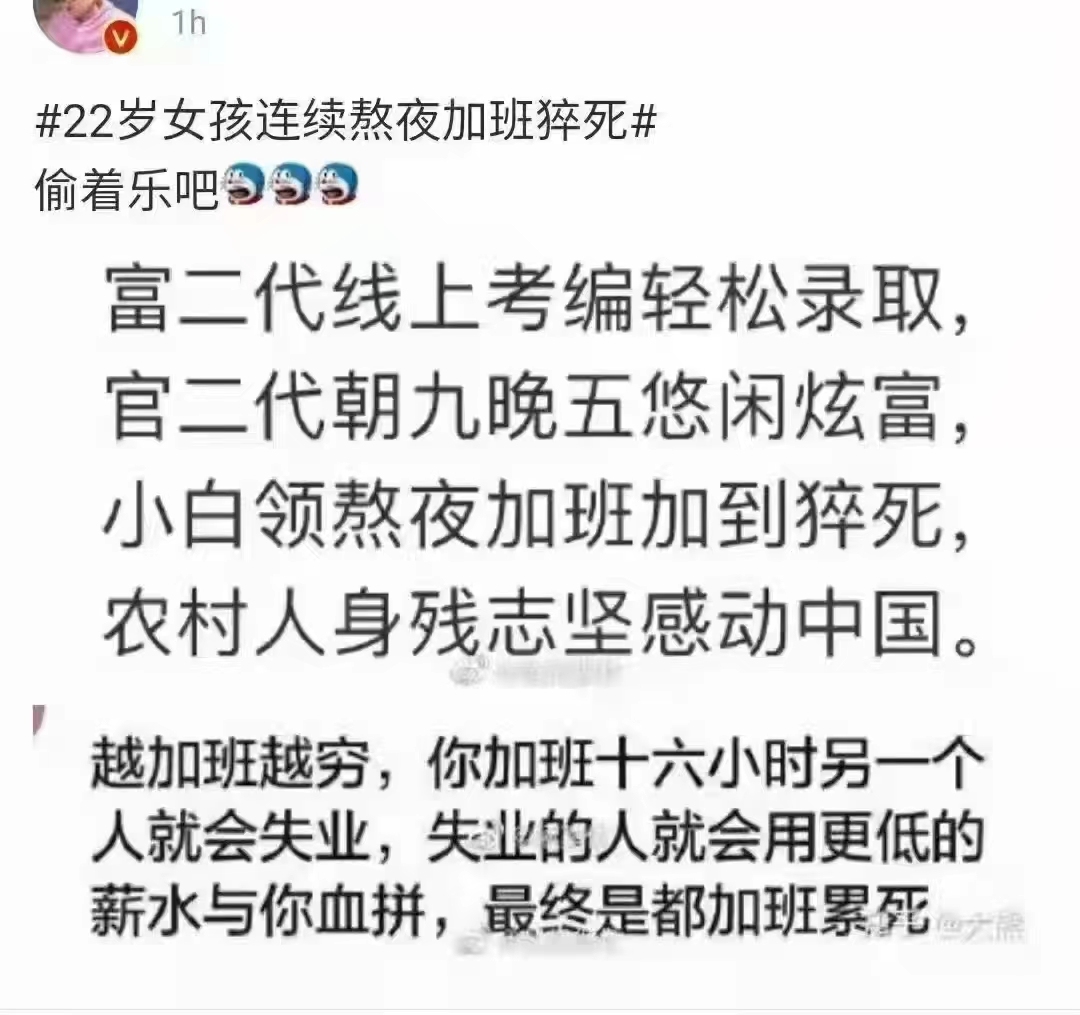 1h
#22岁女孩连续熬夜加班猝死#
偷着乐吧
富二代线上考编轻松录取，
官二代朝九晚五悠闲炫富，
小白领熬夜加班加到猝死，
农村人身残志坚感动中国。
越加班越穷，你加班十六小时另一个
人就会失业，失业的人就会用更低的
薪水与你血拼，最终是都加班累死